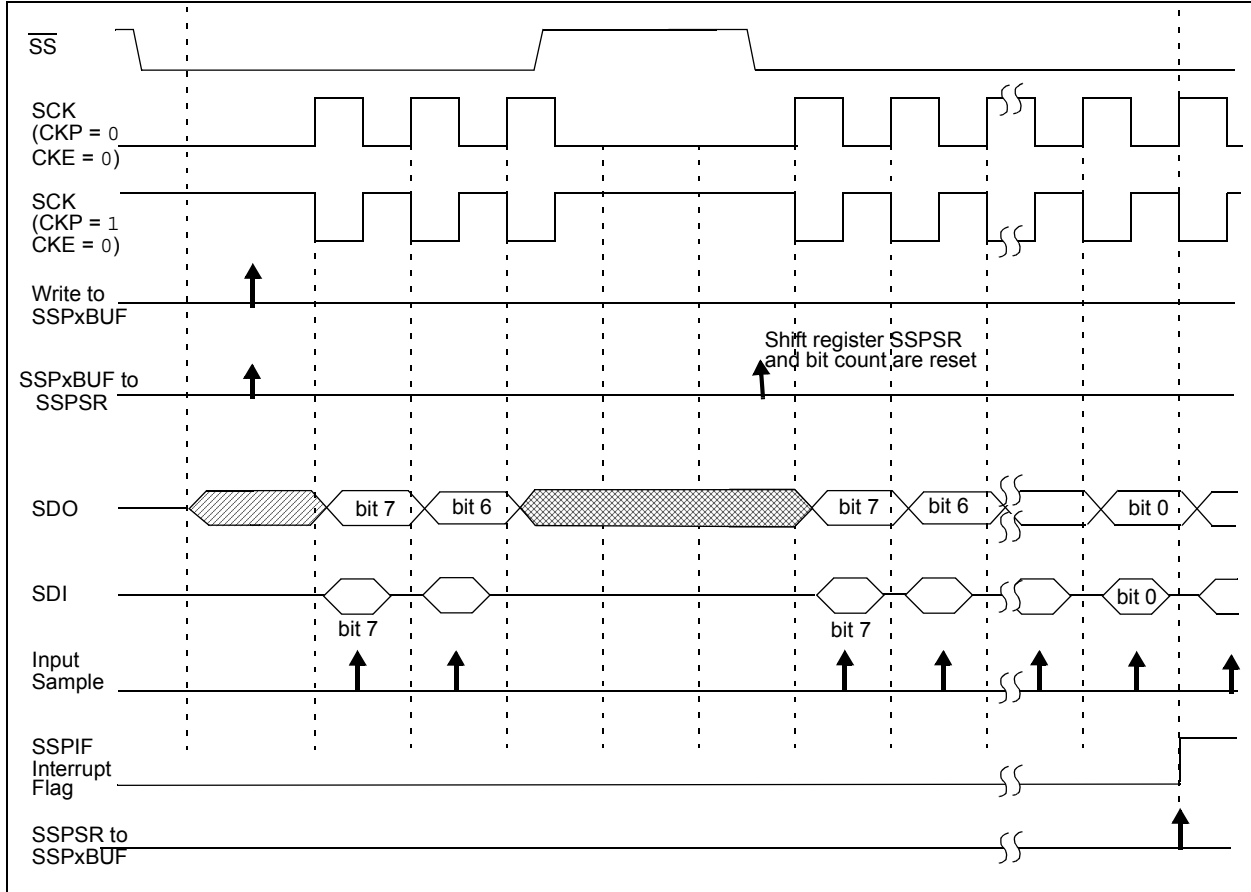 SS
SCK
(CKP = 0
CKE = 0)
SCK
(CKP = 1
CKE = 0)
Write to
SSPxBUF
Shift register SSPSR
and bit count are reset
SSPxBUF to
SSPSR
SDO
bit 7
bit 6
bit 7
bit 6
bit 0
SDI
bit 7
bit 7
bit 0
Input
Sample
SSPIF
Interrupt
Flag
SSPSR to
SSPxBUF